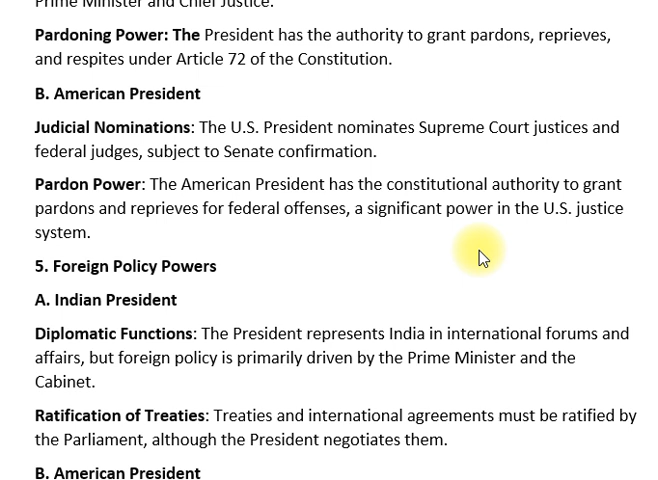 Prime Minister and Chief Justice.
Pardoning Power: The President has the authority to grant pardons, reprieves,
and respites under Article 72 of the Constitution.
B. American President
Judicial Nominations: The U.S. President nominates Supreme Court justices and
federal judges, subject to Senate confirmation.
Pardon Power: The American President has the constitutional authority to grant
pardons and reprieves for federal offenses, a significant power in the U.S. justice
system.
5. Foreign Policy Powers
A. Indian President
Diplomatic Functions: The President represents India in international forums and
affairs, but foreign policy is primarily driven by the Prime Minister and the
Cabinet.
Ratification of Treaties: Treaties and international agreements must be ratified by
the Parliament, although the President negotiates them.
B. American President